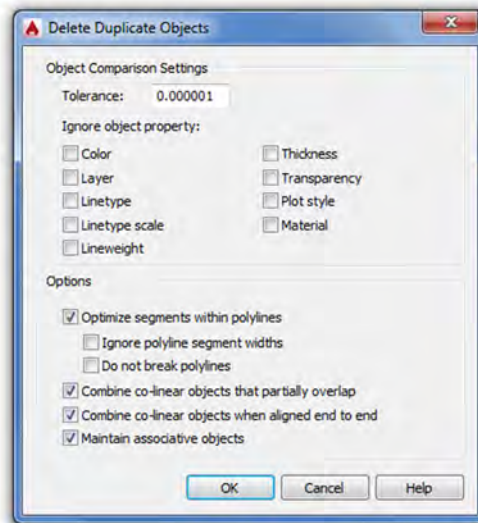 Delete Duplicate Objects
Object Comparison Settings
Tolerance: 0.000001
Ignore object property:
Color Thickness
Layer Transparency
Linetype Plot style
Linetype scale Material
Lineweight
Options
Optimize segments within polylines
Ignore polyline segment widths
Do not break polylines
Combine co-linear objects that partially overlap
Combine co-linear objects when aligned end to end
Maintain associative objects
OK Cancel Help